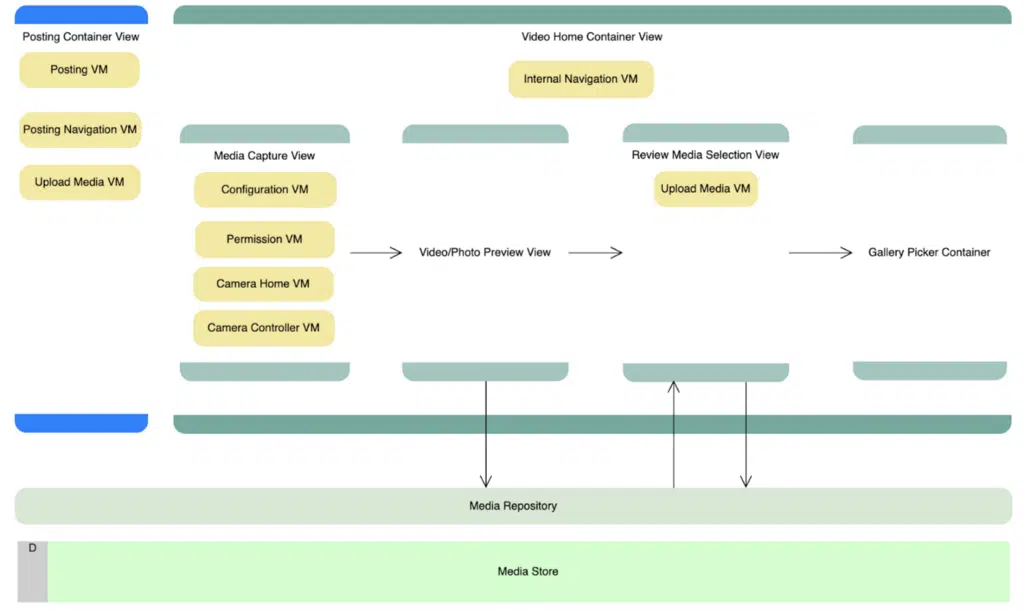 Posting Container View
Posting VM
Posting Navigation VM
Upload Media VM
Video Home Container View
Internal Navigation VM
Media Capture View
Configuration VM
Permission VM
Camera Home VM
Camera Controller VM
Video/Photo Preview View
Review Media Selection View
Upload Media VM
Gallery Picker Container
Media Repository
D
Media Store